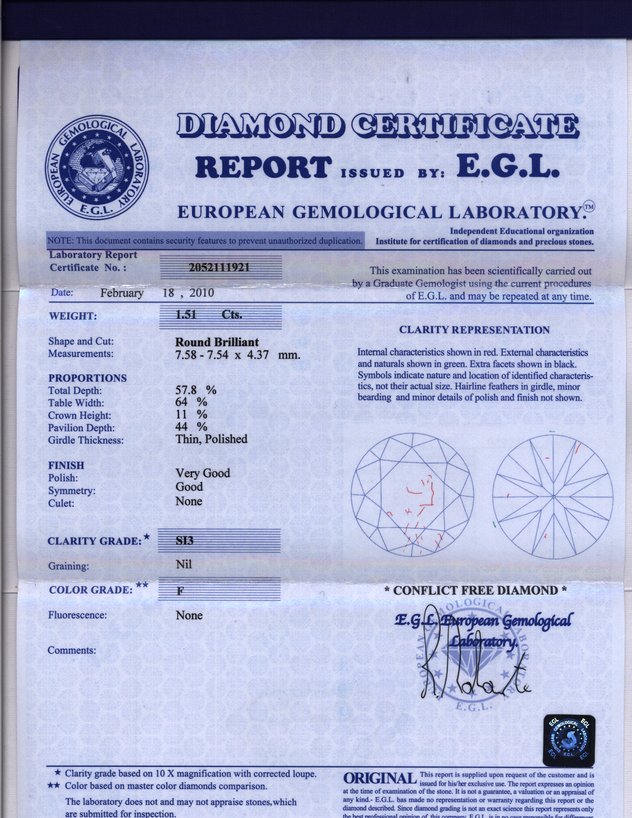 EUROPEAN GEMOLOGICAL LABORATORY
E.G.L.
DIAMOND CERTIFICATE
REPORT ISSUED BY: E.G.L.
EUROPEAN GEMOLOGICAL LABORATORY.™
Independent Educational organization
Institute for certification of diamonds and precious stones.
NOTE: This document contains security features to prevent unauthorized duplication.
Laboratory Report
Certificate No. : 2052111921
Date: February 18 , 2010
WEIGHT: 1.51 Cts.
Shape and Cut: Round Brilliant
Measurements: 7.58 - 7.54 x 4.37 mm.
PROPORTIONS
Total Depth: 57.8 %
Table Width: 64 %
Crown Height: 11 %
Pavilion Depth: 44 %
Girdle Thickness: Thin, Polished
FINISH
Polish: Very Good
Symmetry: Good
Culet: None
CLARITY GRADE:★ SI3
Graining: Nil
COLOR GRADE:★★ F
Fluorescence: None
Comments:
This examination has been scientifically carried out
by a Graduate Gemologist using the current procedures
of E.G.L. and may be repeated at any time.
CLARITY REPRESENTATION
Internal characteristics shown in red. External characteristics
and naturals shown in green. Extra facets shown in black.
Symbols indicate nature and location of identified characteris-
tics, not their actual size. Hairline feathers in girdle, minor
bearding and minor details of polish and finish not shown.
* CONFLICT FREE DIAMOND *
E.G.L. European Gemological
Laboratory.
E.G.L.
EGL
★ Clarity grade based on 10 X magnification with corrected loupe.
★★ Color based on master color diamonds comparison.
The laboratory does not and may not appraise stones,which
are submitted for inspection.
ORIGINAL This report is supplied upon request of the customer and is
issued for his/her exclusive use. The report expresses an opinion
at the time of examination of the stone. It is not a guarantee, a valuation or an appraisal of
any kind.- E.G.L. has made no representation or warranty regarding this report or the
diamond described. Since diamond grading is not an exact science this report represents only